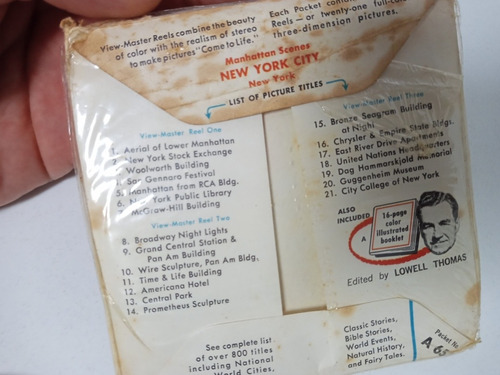 View-Master Reels combine the beauty
of color with the realism of stereo
to make pictures "Come to Life."
Each Packet contains
Reels — or twenty-one full-color
three-dimension pictures.
Manhattan Scenes
NEW YORK CITY
New York
LIST OF PICTURE TITLES
View-Master Reel One
1. Aerial of Lower Manhattan
2. New York Stock Exchange
Woolworth Building
4. San Gennaro Festival
5. Manhattan from RCA Bldg.
6. New York Public Library
7. McGraw-Hill Building
View-Master Reel Two
8. Broadway Night Lights
9. Grand Central Station &
Pan Am Building
10. Wire Sculpture, Pan Am Bldg.
11. Time & Life Building
12. Americana Hotel
13. Central Park
14. Prometheus Sculpture
View-Master Reel Three
15. Bronze Seagram Building
at Night
16. Chrysler & Empire State Bldgs.
17. East River Drive Apartments
18. United Nations Headquarters
19. Dag Hammarskjold Memorial
20. Guggenheim Museum
21. City College of New York
ALSO
INCLUDED
A
16-page
color
illustrated
booklet
Edited by LOWELL THOMAS
See complete list
of over 800 titles
including National
World Cities,
Classic Stories,
Bible Stories,
World Events,
Natural History,
and Fairy Tales.
Packet No.
A 65